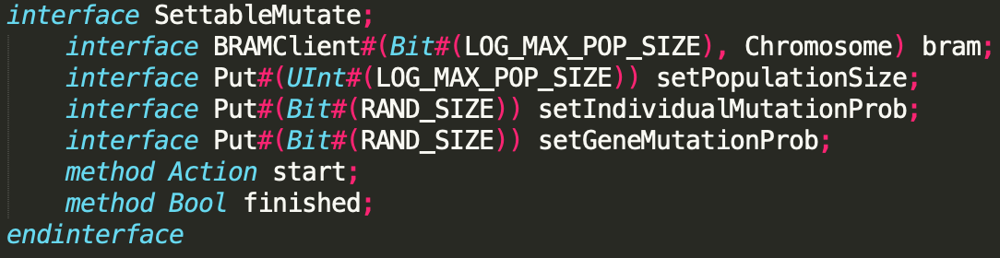 interface SettableMutate;
    interface BRAMClient#(Bit#(LOG_MAX_POP_SIZE), Chromosome) bram;
    interface Put#(UInt#(LOG_MAX_POP_SIZE)) setPopulationSize;
    interface Put#(Bit#(RAND_SIZE)) setIndividualMutationProb;
    interface Put#(Bit#(RAND_SIZE)) setGeneMutationProb;
    method Action start;
    method Bool finished;
endinterface